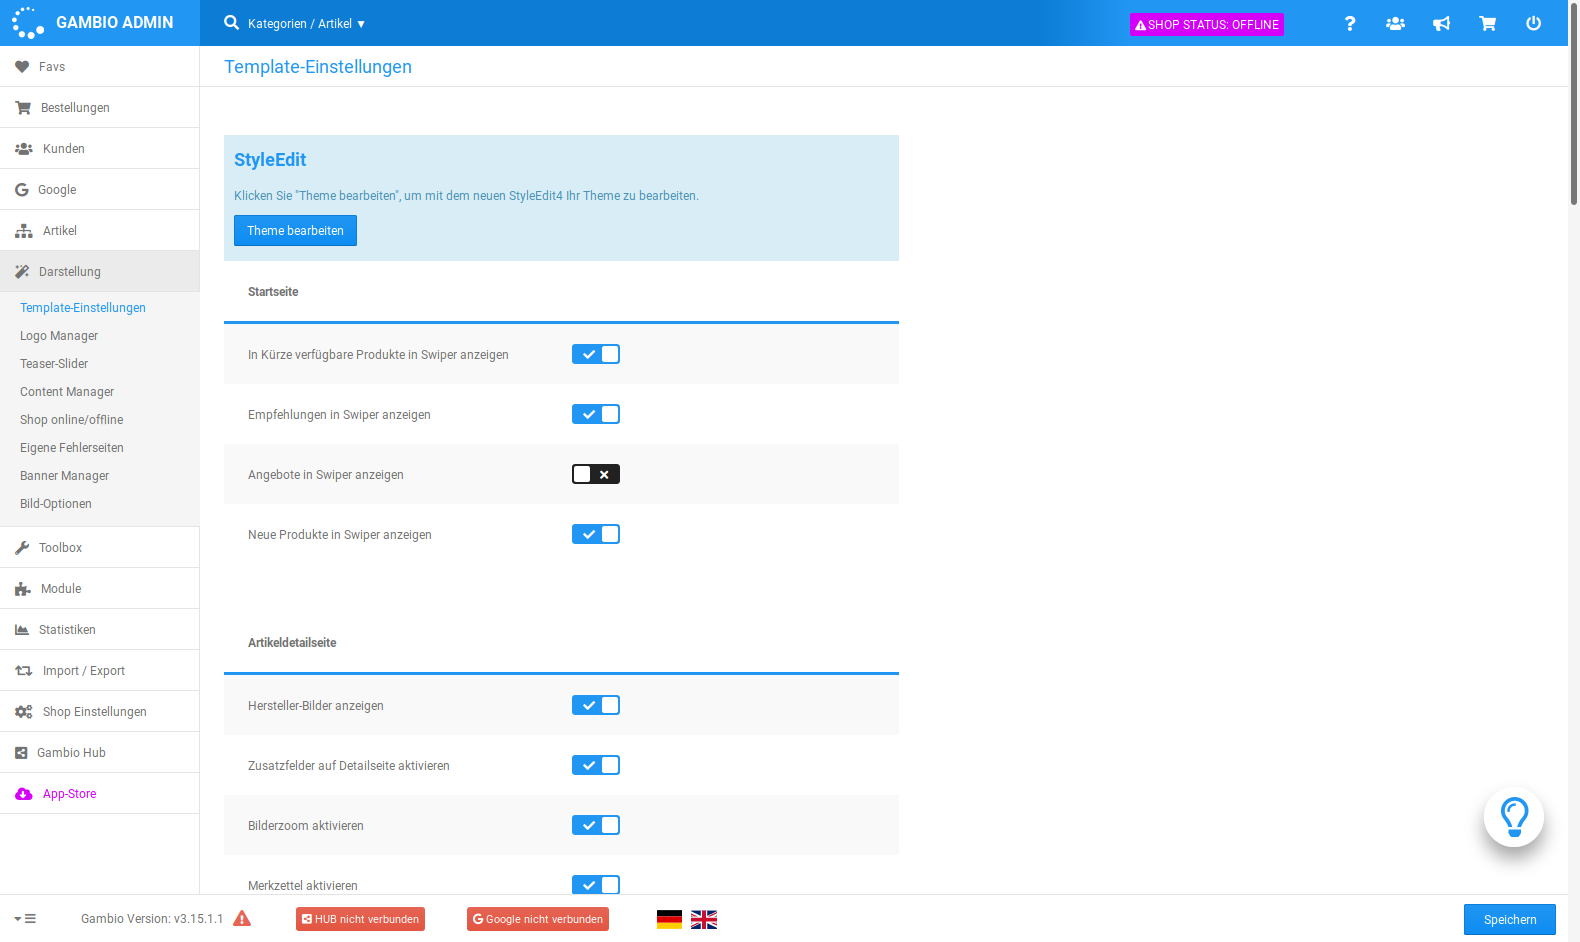 GAMBIO ADMIN
Kategorien / Artikel ▼
SHOP STATUS: OFFLINE
Favs
Bestellungen
Kunden
Google
Artikel
Darstellung
Template-Einstellungen
Logo Manager
Teaser-Slider
Content Manager
Shop online/offline
Eigene Fehlerseiten
Banner Manager
Bild-Optionen
Toolbox
Module
Statistiken
Import / Export
Shop Einstellungen
Gambio Hub
App-Store
Template-Einstellungen
StyleEdit
Klicken Sie "Theme bearbeiten", um mit dem neuen StyleEdit4 Ihr Theme zu bearbeiten.
Theme bearbeiten
Startseite
In Kürze verfügbare Produkte in Swiper anzeigen
Empfehlungen in Swiper anzeigen
Angebote in Swiper anzeigen
Neue Produkte in Swiper anzeigen
Artikeldetailseite
Hersteller-Bilder anzeigen
Zusatzfelder auf Detailseite aktivieren
Bilderzoom aktivieren
Merkzettel aktivieren
Gambio Version: v3.15.1.1
HUB nicht verbunden
Google nicht verbunden
Speichern